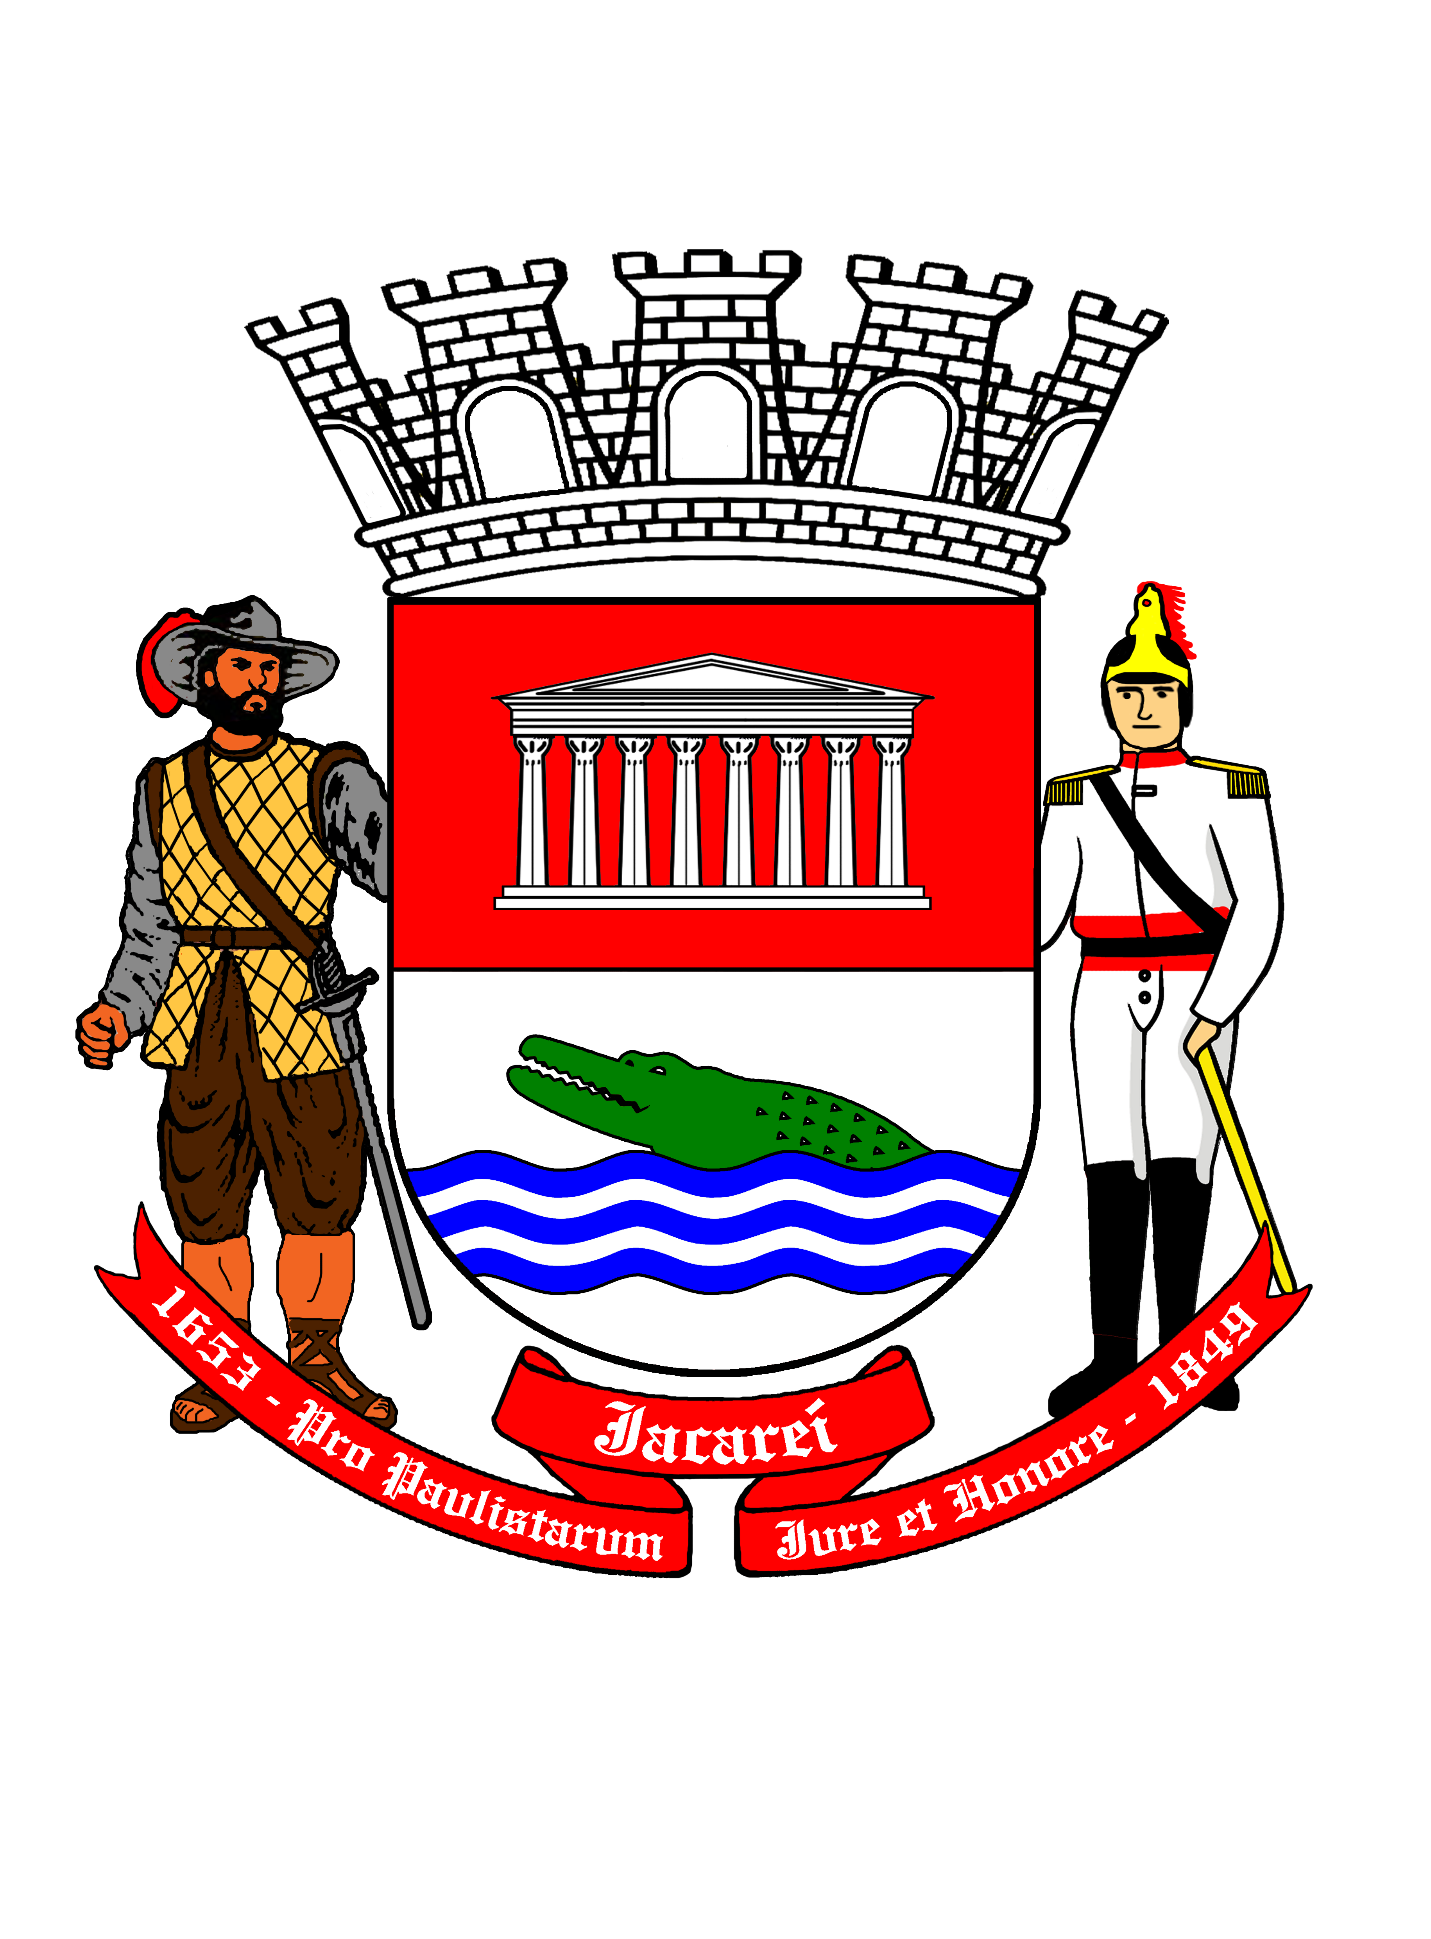 1653 - Pro Paulistarum
Jacareí
Jure et Honore - 1849